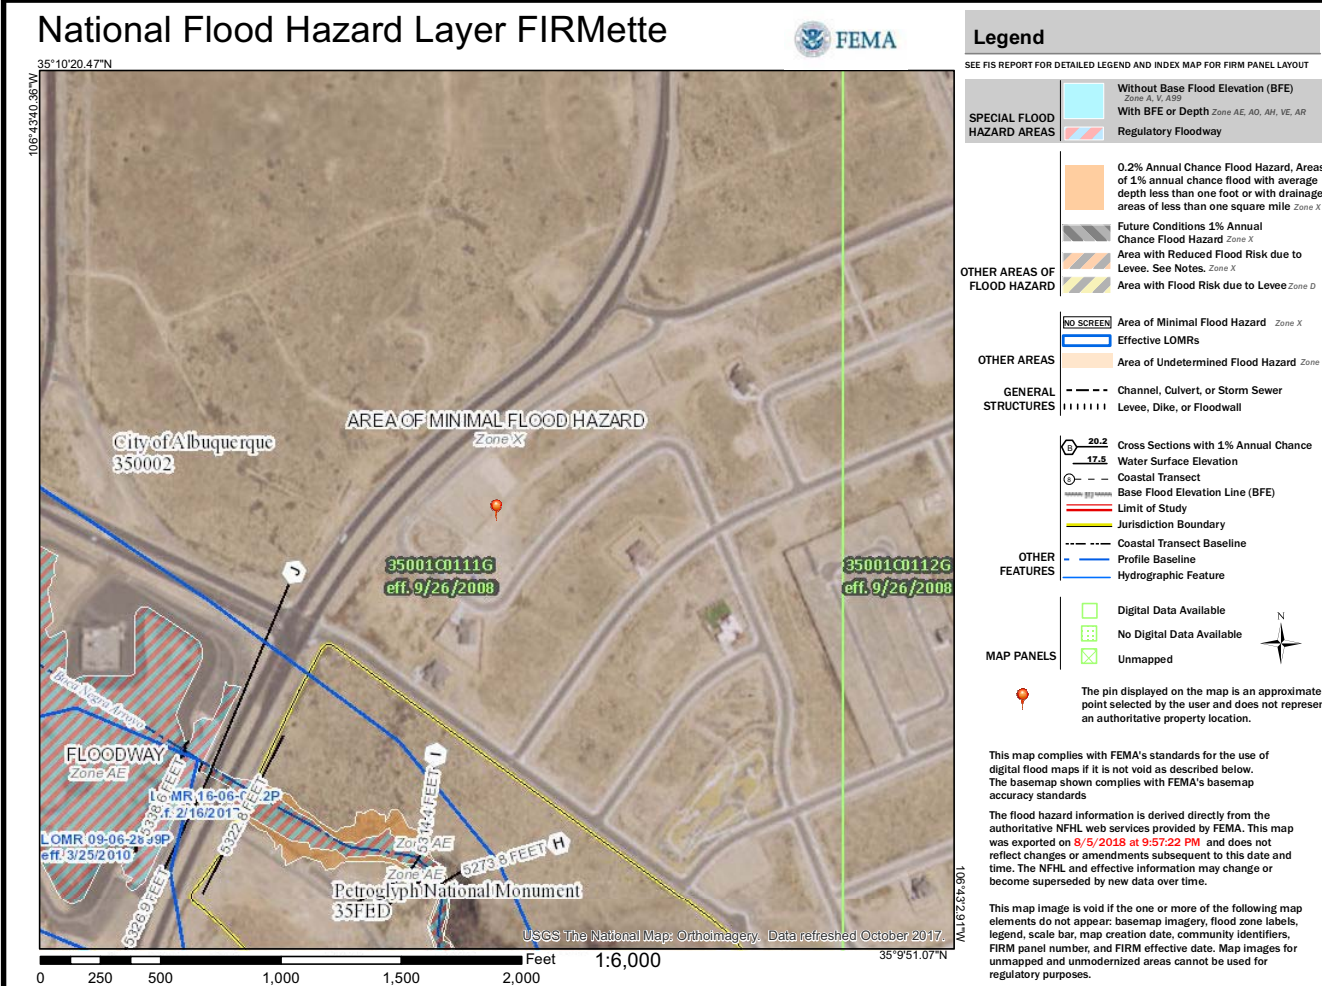 National Flood Hazard Layer FIRMette
FEMA
35°10'20.47"N
106°43'40.36"W
City of Albuquerque
350002
AREA OF MINIMAL FLOOD HAZARD
Zone X
35001C0111G
eff. 9/26/2008
35001C0112G
eff. 9/26/2008
J
Boca Negra Arroyo
FLOODWAY
Zone AE
LOMR 16-06-
eff. 3/25/2010
LOMR 09-06-
5322.8 FEET
5326.9 FEET
I
FEET
5273.8 FEET
H
Zone AE
Zone AE
Petroglyph National Monument
35FED
USGS The National Map: Orthoimagery. Data refreshed October 2017.
106°43'2.91"W
35°9'51.07"N
0 250 500 1,000 1,500 2,000
Feet
1:6,000
Legend
SEE FIS REPORT FOR DETAILED LEGEND AND INDEX MAP FOR FIRM PANEL LAYOUT
SPECIAL FLOOD
HAZARD AREAS
Without Base Flood Elevation (BFE)
Zone A, V, A99
With BFE or Depth Zone AE, AO, AH, VE, AR
Regulatory Floodway
0.2% Annual Chance Flood Hazard, Areas
of 1% annual chance flood with average
depth less than one foot or with drainage
areas of less than one square mile Zone X
Future Conditions 1% Annual
Chance Flood Hazard Zone X
Area with Reduced Flood Risk due to
Levee. See Notes. Zone X
Area with Flood Risk due to Levee Zone D
OTHER AREAS OF
FLOOD HAZARD
NO SCREEN Area of Minimal Flood Hazard Zone X
Effective LOMRs
Area of Undetermined Flood Hazard Zone
OTHER AREAS
GENERAL
STRUCTURES
Channel, Culvert, or Storm Sewer
Levee, Dike, or Floodwall
B 20.2 Cross Sections with 1% Annual Chance
17.5 Water Surface Elevation
8 Coastal Transect
Base Flood Elevation Line (BFE)
Limit of Study
Jurisdiction Boundary
Coastal Transect Baseline
Profile Baseline
Hydrographic Feature
OTHER
FEATURES
Digital Data Available
No Digital Data Available
Unmapped
MAP PANELS
N
The pin displayed on the map is an approximate
point selected by the user and does not represen
an authoritative property location.
This map complies with FEMA's standards for the use of
digital flood maps if it is not void as described below.
The basemap shown complies with FEMA's basemap
accuracy standards
The flood hazard information is derived directly from the
authoritative NFHL web services provided by FEMA. This map
was exported on 8/5/2018 at 9:57:22 PM and does not
reflect changes or amendments subsequent to this date and
time. The NFHL and effective information may change or
become superseded by new data over time.
This map image is void if the one or more of the following map
elements do not appear: basemap imagery, flood zone labels,
legend, scale bar, map creation date, community identifiers,
FIRM panel number, and FIRM effective date. Map images for
unmapped and unmodernized areas cannot be used for
regulatory purposes.